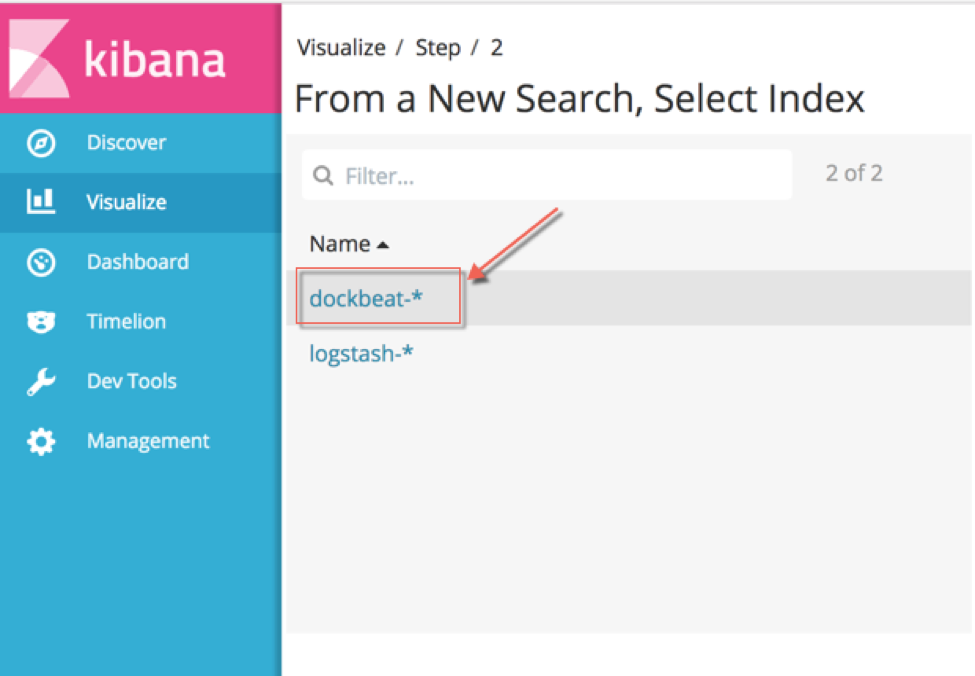 kibana
Discover
Visualize
Dashboard
Timelion
Dev Tools
Management
Visualize / Step / 2
From a New Search, Select Index
Filter...
2 of 2
Name
dockbeat-*
logstash-*